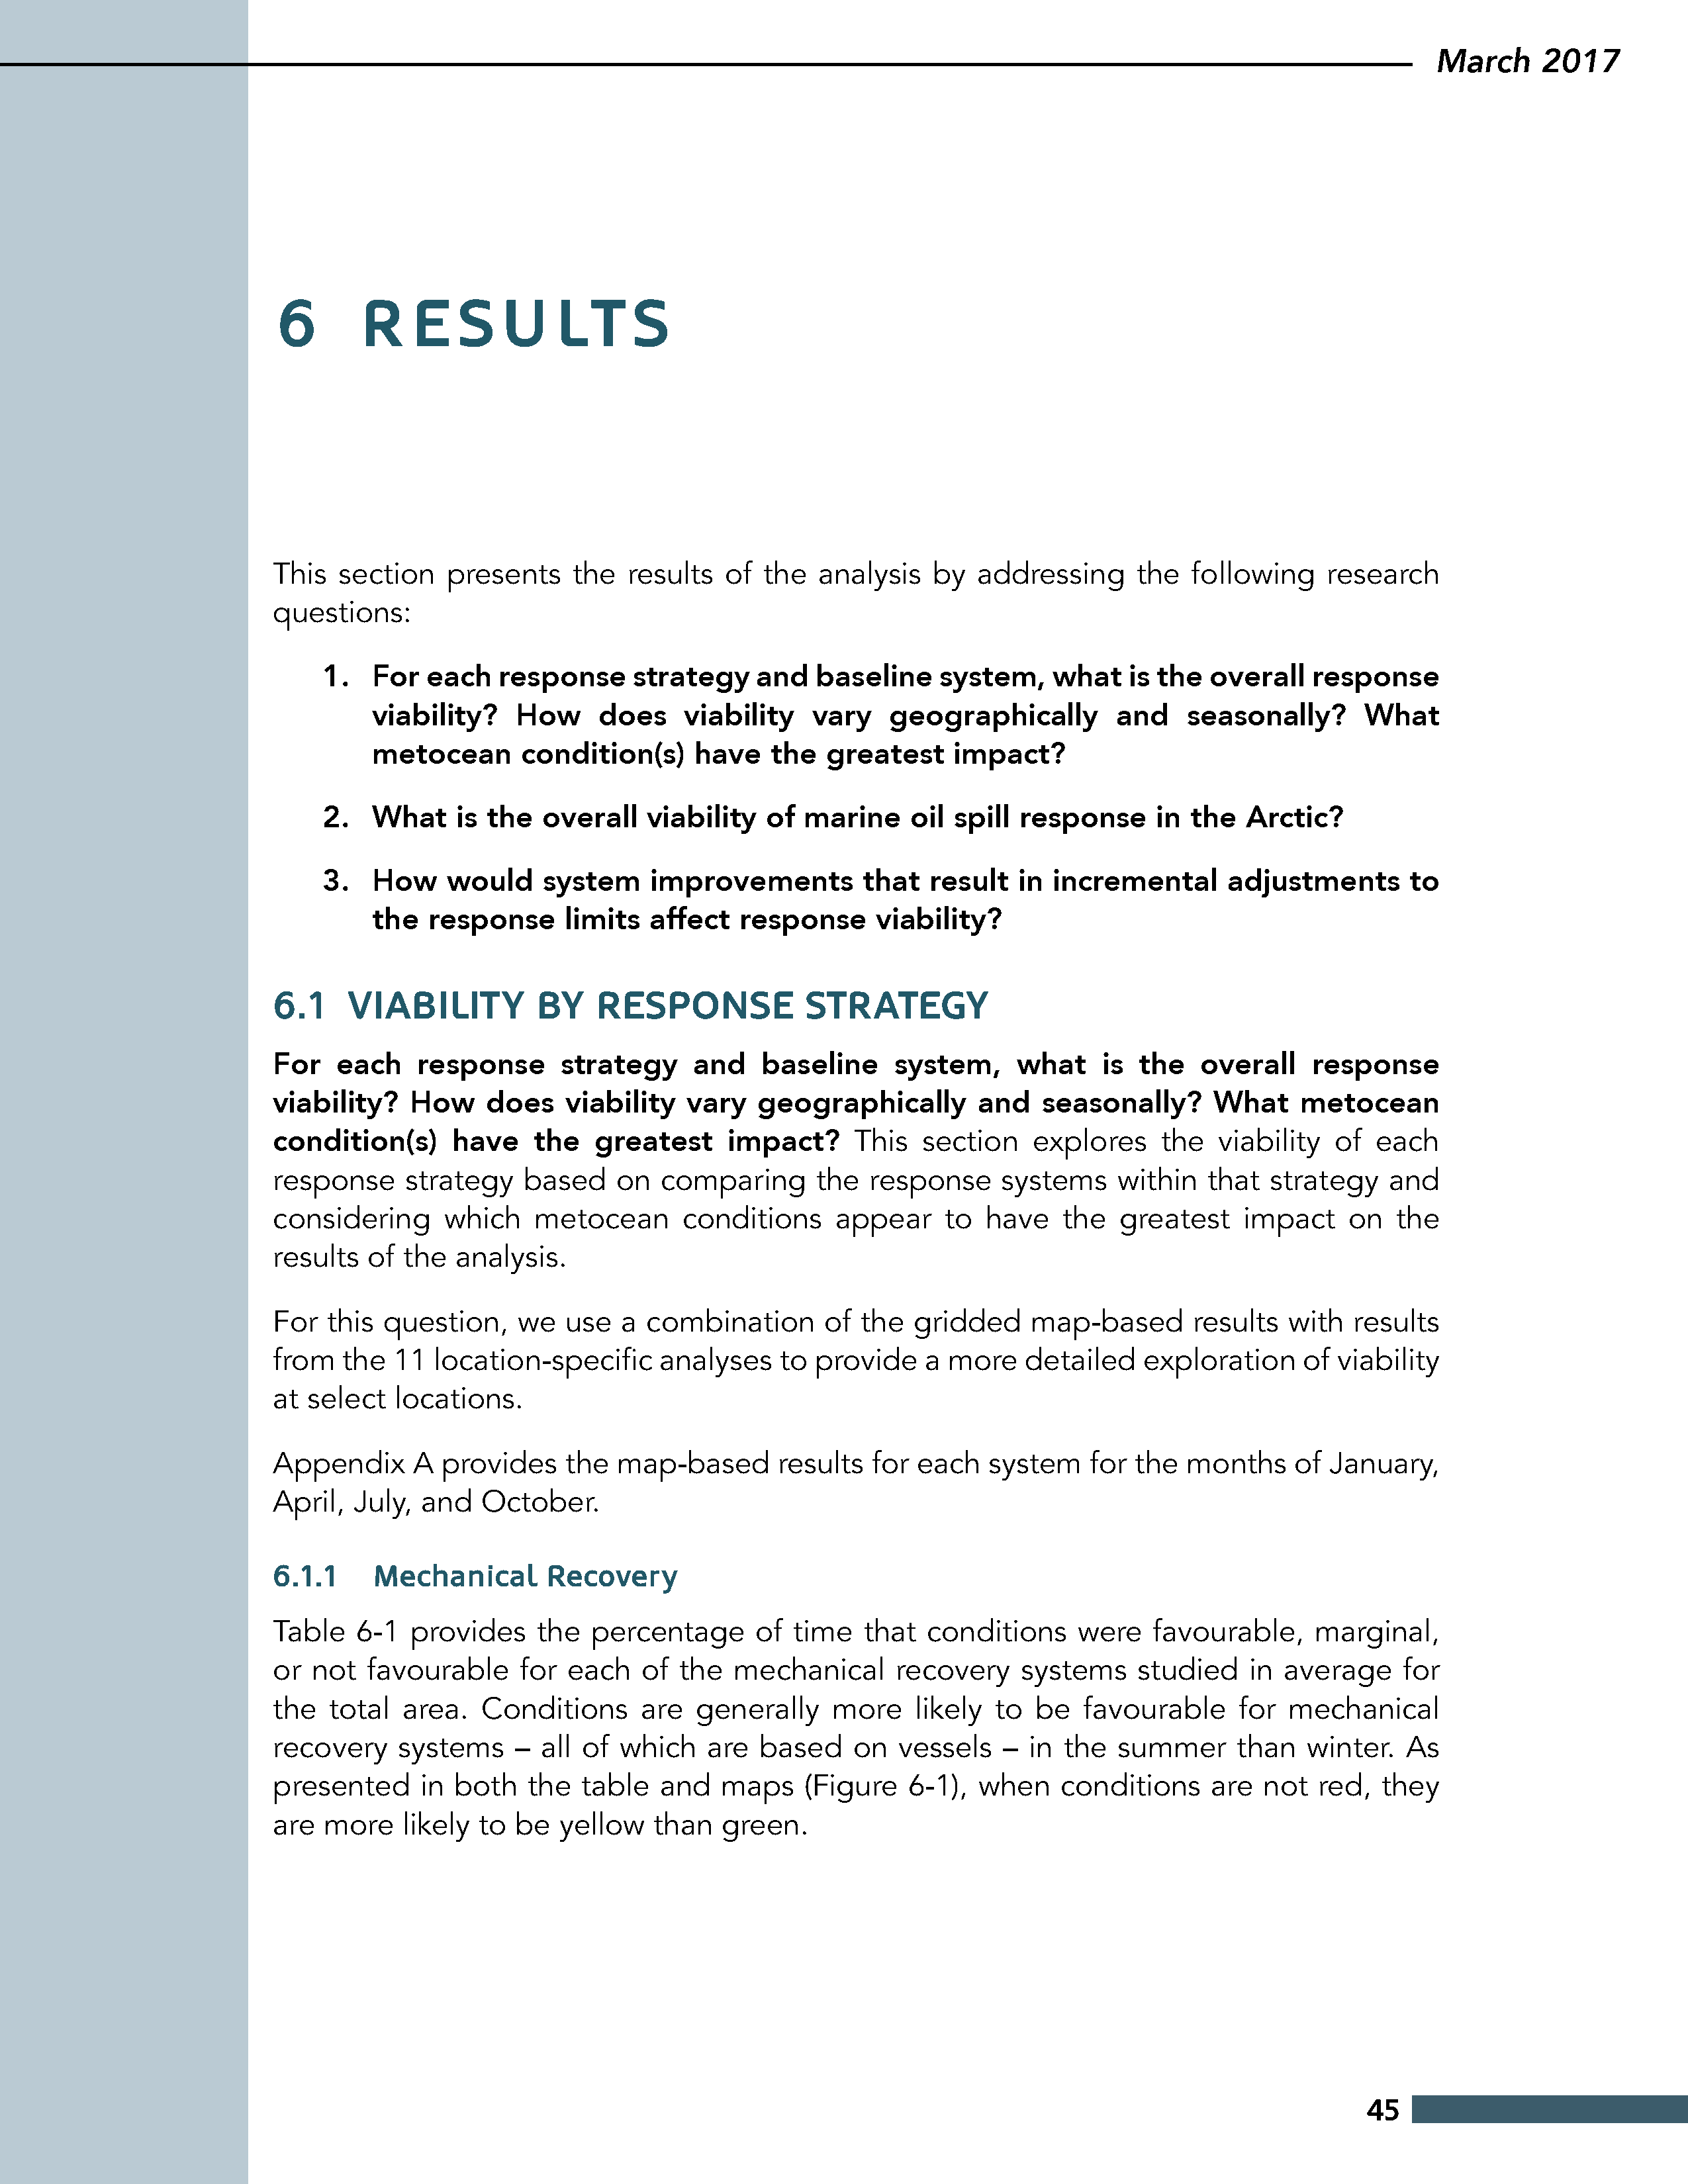 March 2017
6 RESULTS
This section presents the results of the analysis by addressing the following research
questions:
1. For each response strategy and baseline system, what is the overall response
viability? How does viability vary geographically and seasonally? What
metocean condition(s) have the greatest impact?
2. What is the overall viability of marine oil spill response in the Arctic?
3. How would system improvements that result in incremental adjustments to
the response limits affect response viability?
6.1 VIABILITY BY RESPONSE STRATEGY
For each response strategy and baseline system, what is the overall response
viability? How does viability vary geographically and seasonally? What metocean
condition(s) have the greatest impact? This section explores the viability of each
response strategy based on comparing the response systems within that strategy and
considering which metocean conditions appear to have the greatest impact on the
results of the analysis.
For this question, we use a combination of the gridded map-based results with results
from the 11 location-specific analyses to provide a more detailed exploration of viability
at select locations.
Appendix A provides the map-based results for each system for the months of January,
April, July, and October.
6.1.1 Mechanical Recovery
Table 6-1 provides the percentage of time that conditions were favourable, marginal,
or not favourable for each of the mechanical recovery systems studied in average for
the total area. Conditions are generally more likely to be favourable for mechanical
recovery systems – all of which are based on vessels – in the summer than winter. As
presented in both the table and maps (Figure 6-1), when conditions are not red, they
are more likely to be yellow than green.
45